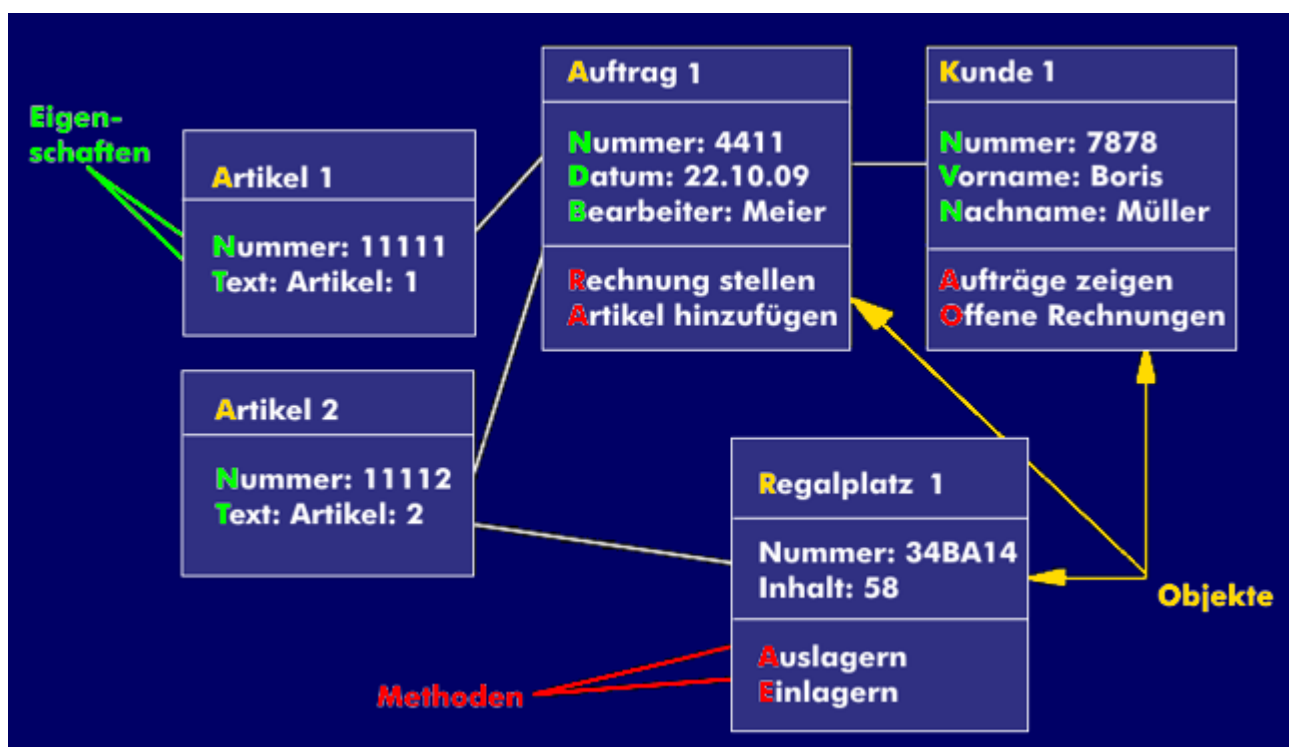 Eigen-
schaften
Artikel 1
Nummer: 11111
Text: Artikel: 1
Artikel 2
Nummer: 11112
Text: Artikel: 2
Auftrag 1
Nummer: 4411
Datum: 22.10.09
Bearbeiter: Meier
Rechnung stellen
Artikel hinzufügen
Kunde 1
Nummer: 7878
Vorname: Boris
Nachname: Müller
Aufträge zeigen
Offene Rechnungen
Regalplatz 1
Nummer: 34BA14
Inhalt: 58
Auslagern
Einlagern
Objekte
Methoden